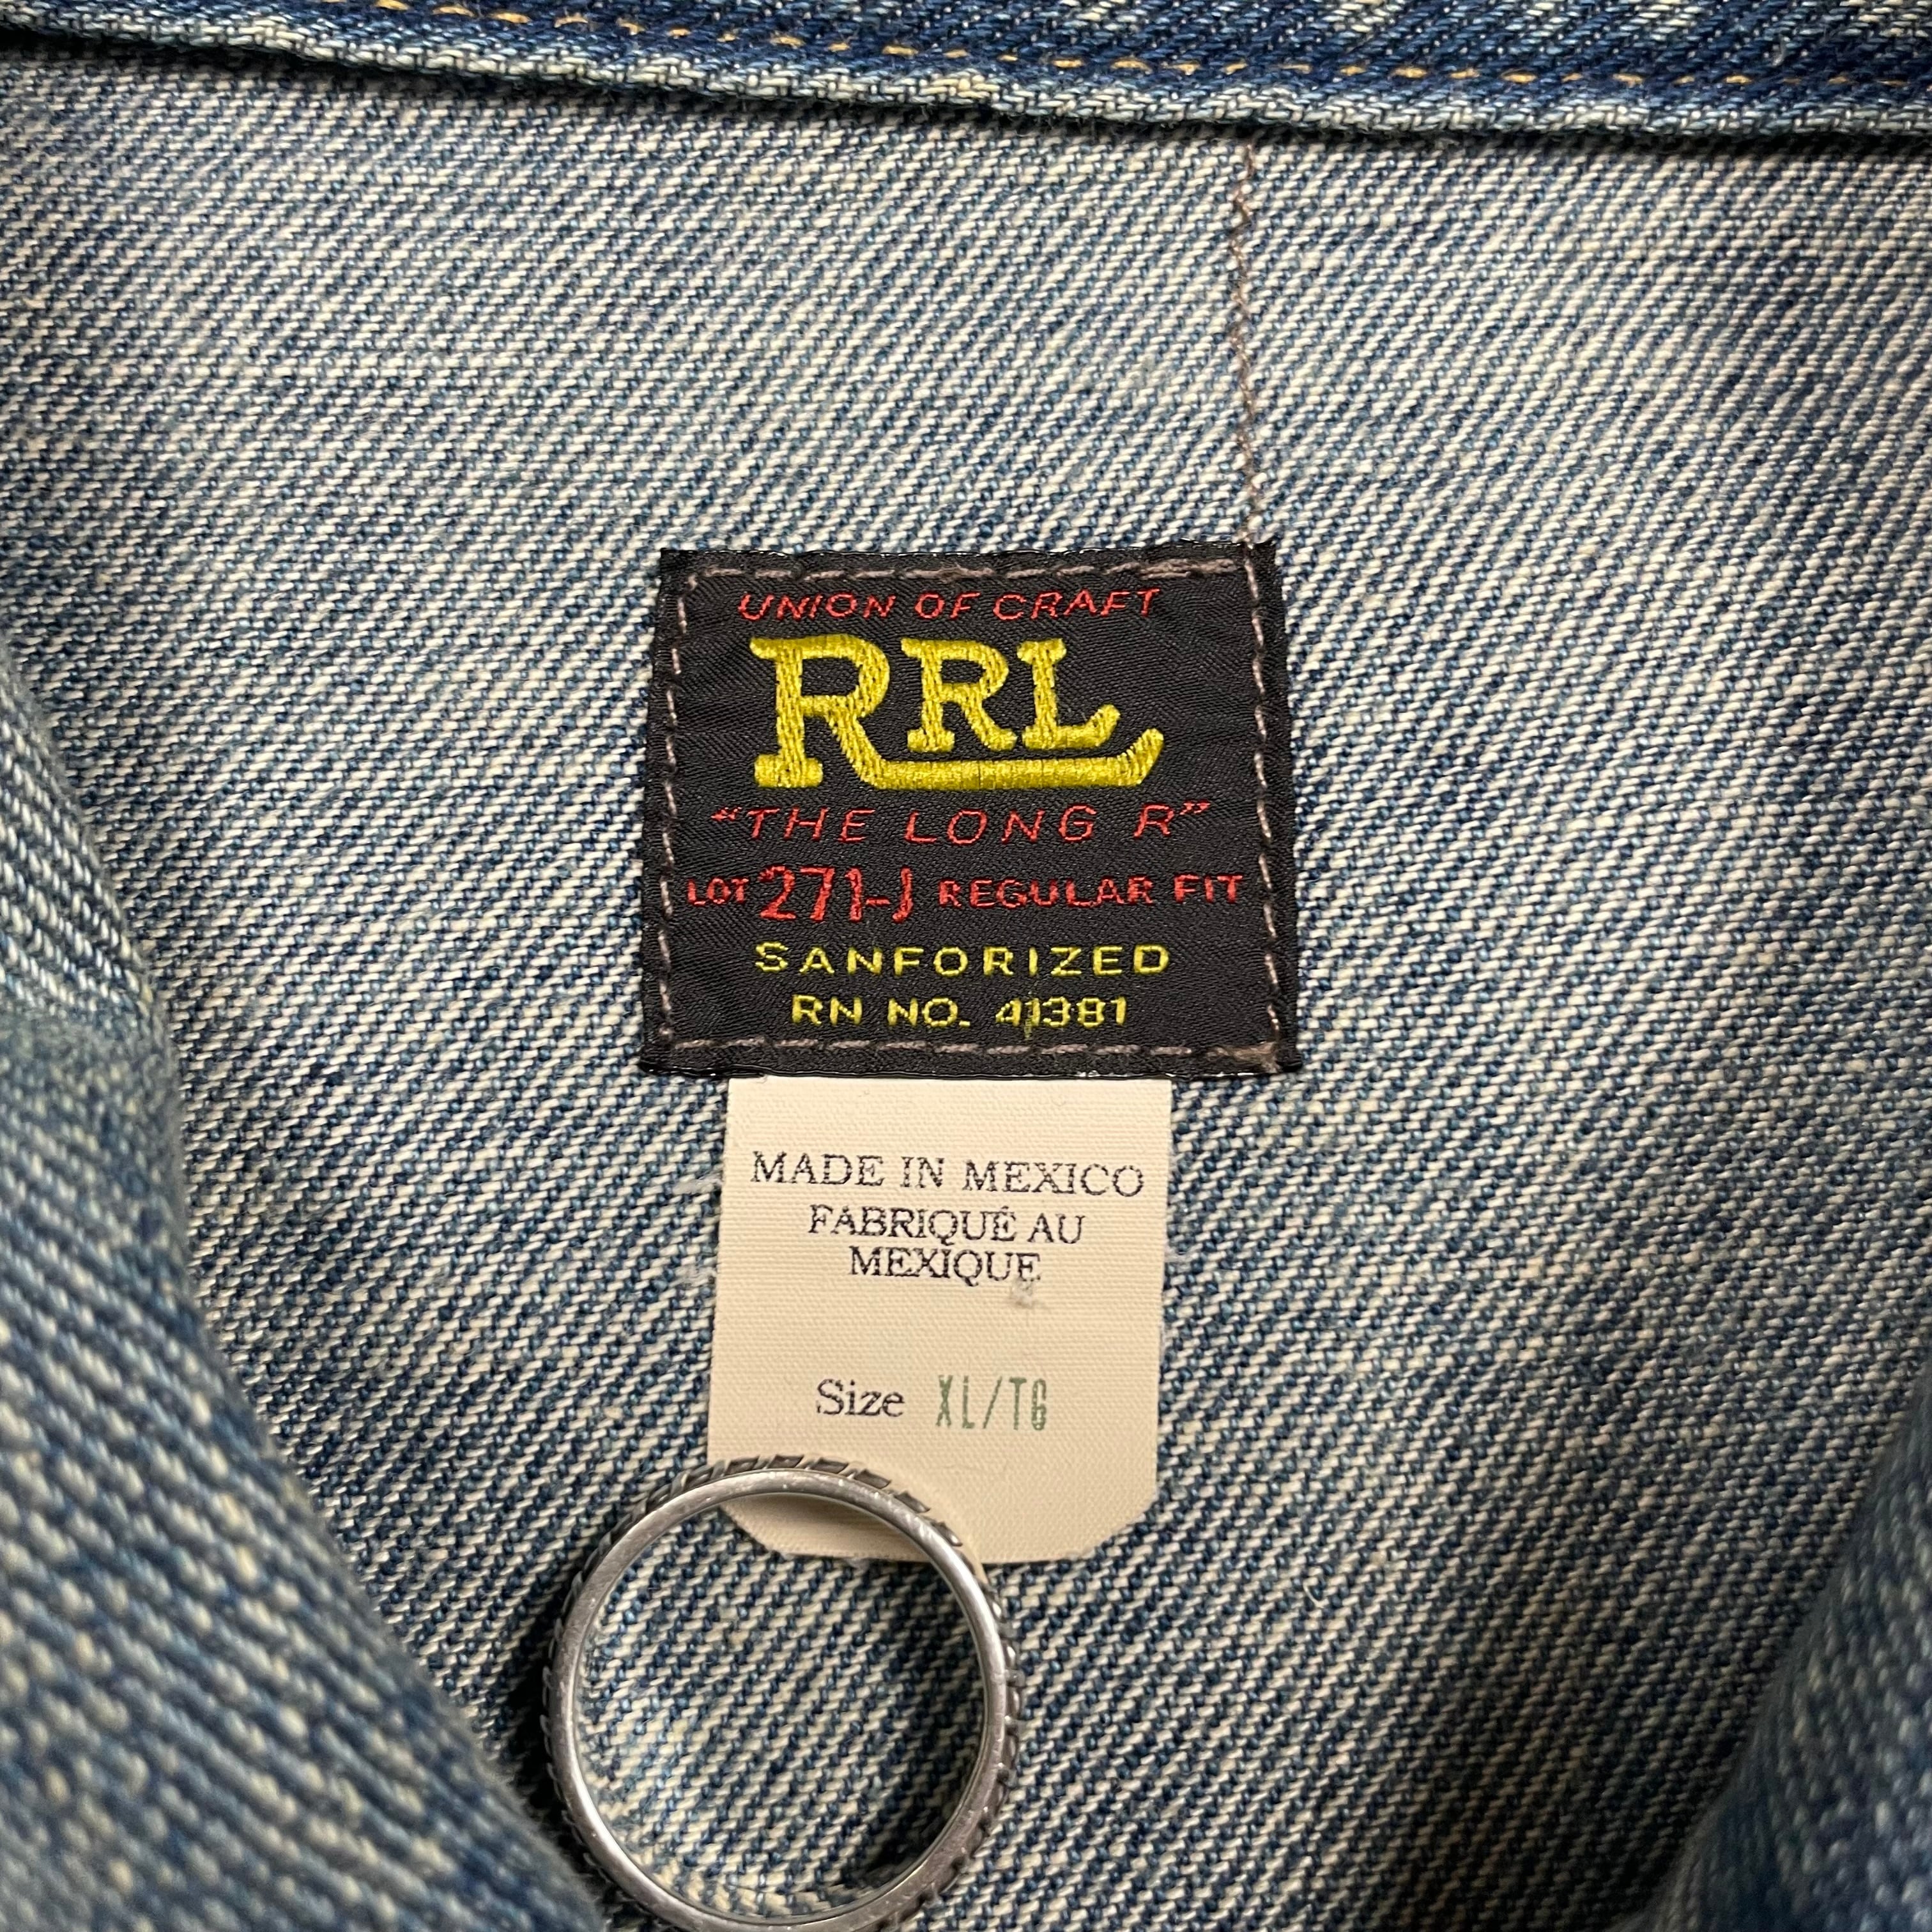 UNION OF CRAFT
RRL
"THE LONG R"
LOT 271-J REGULAR FIT
SANFORIZED
RN NO. 41381
MADE IN MEXICO
FABRIQUÉ AU
MEXIQUE
Size XL/TG